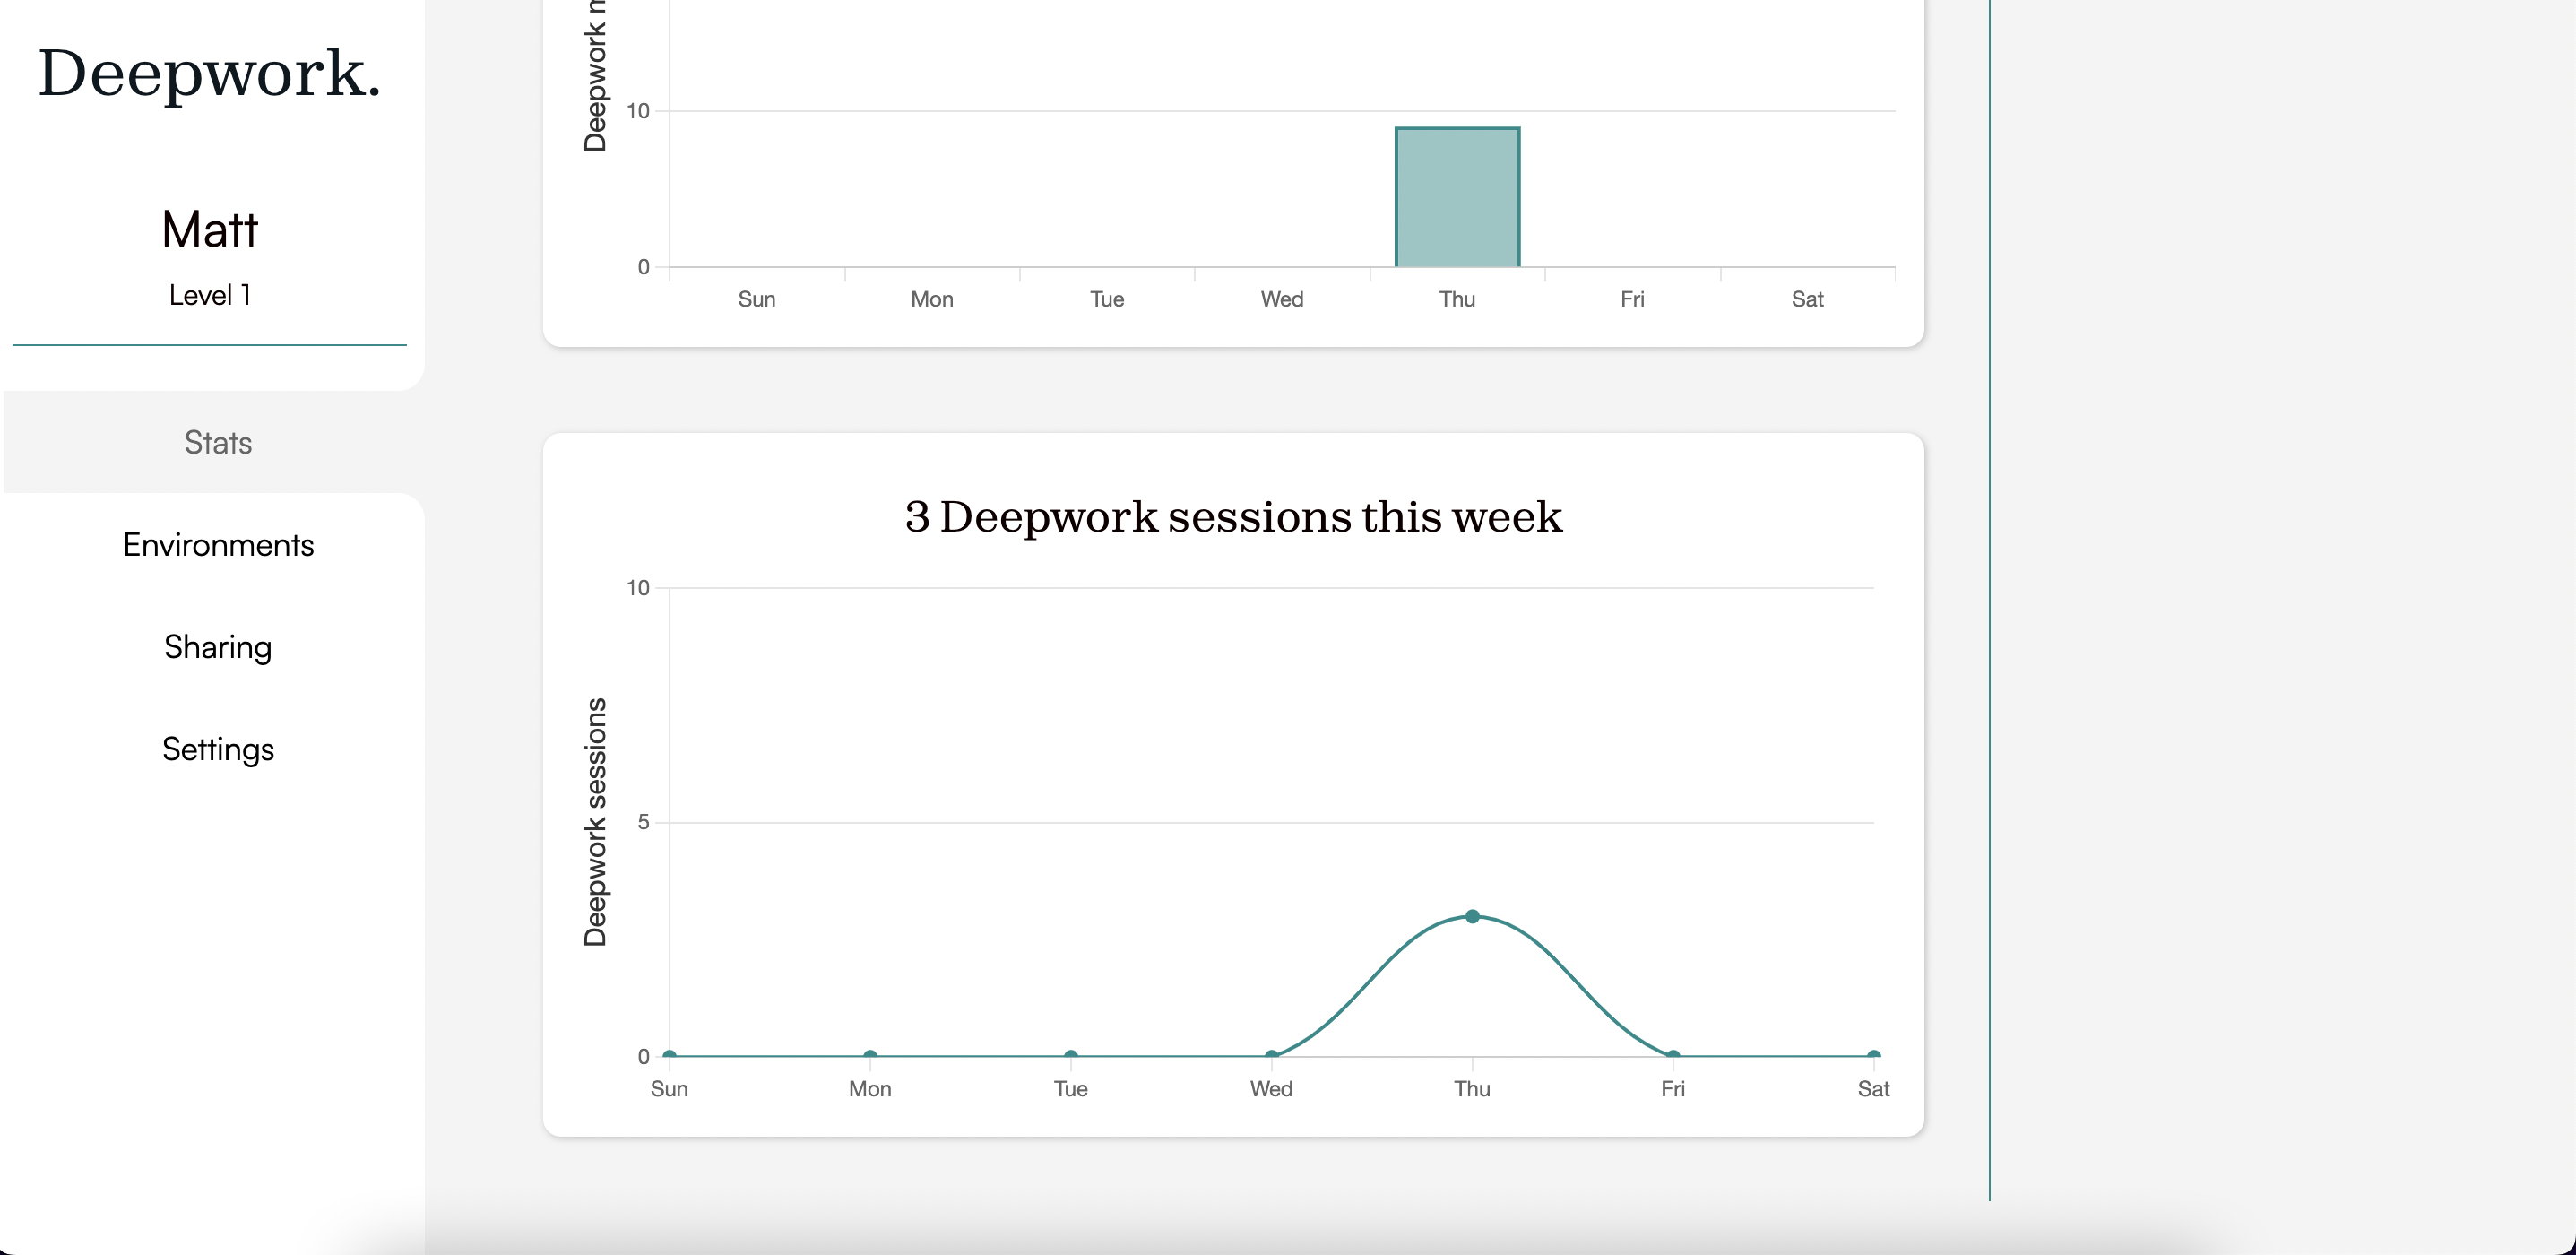 Deepwork.
Matt
Level 1
Stats
Environments
Sharing
Settings
Deepwork
10
0
Sun Mon Tue Wed Thu Fri Sat
3 Deepwork sessions this week
Deepwork sessions
10
5
0
Sun Mon Tue Wed Thu Fri Sat